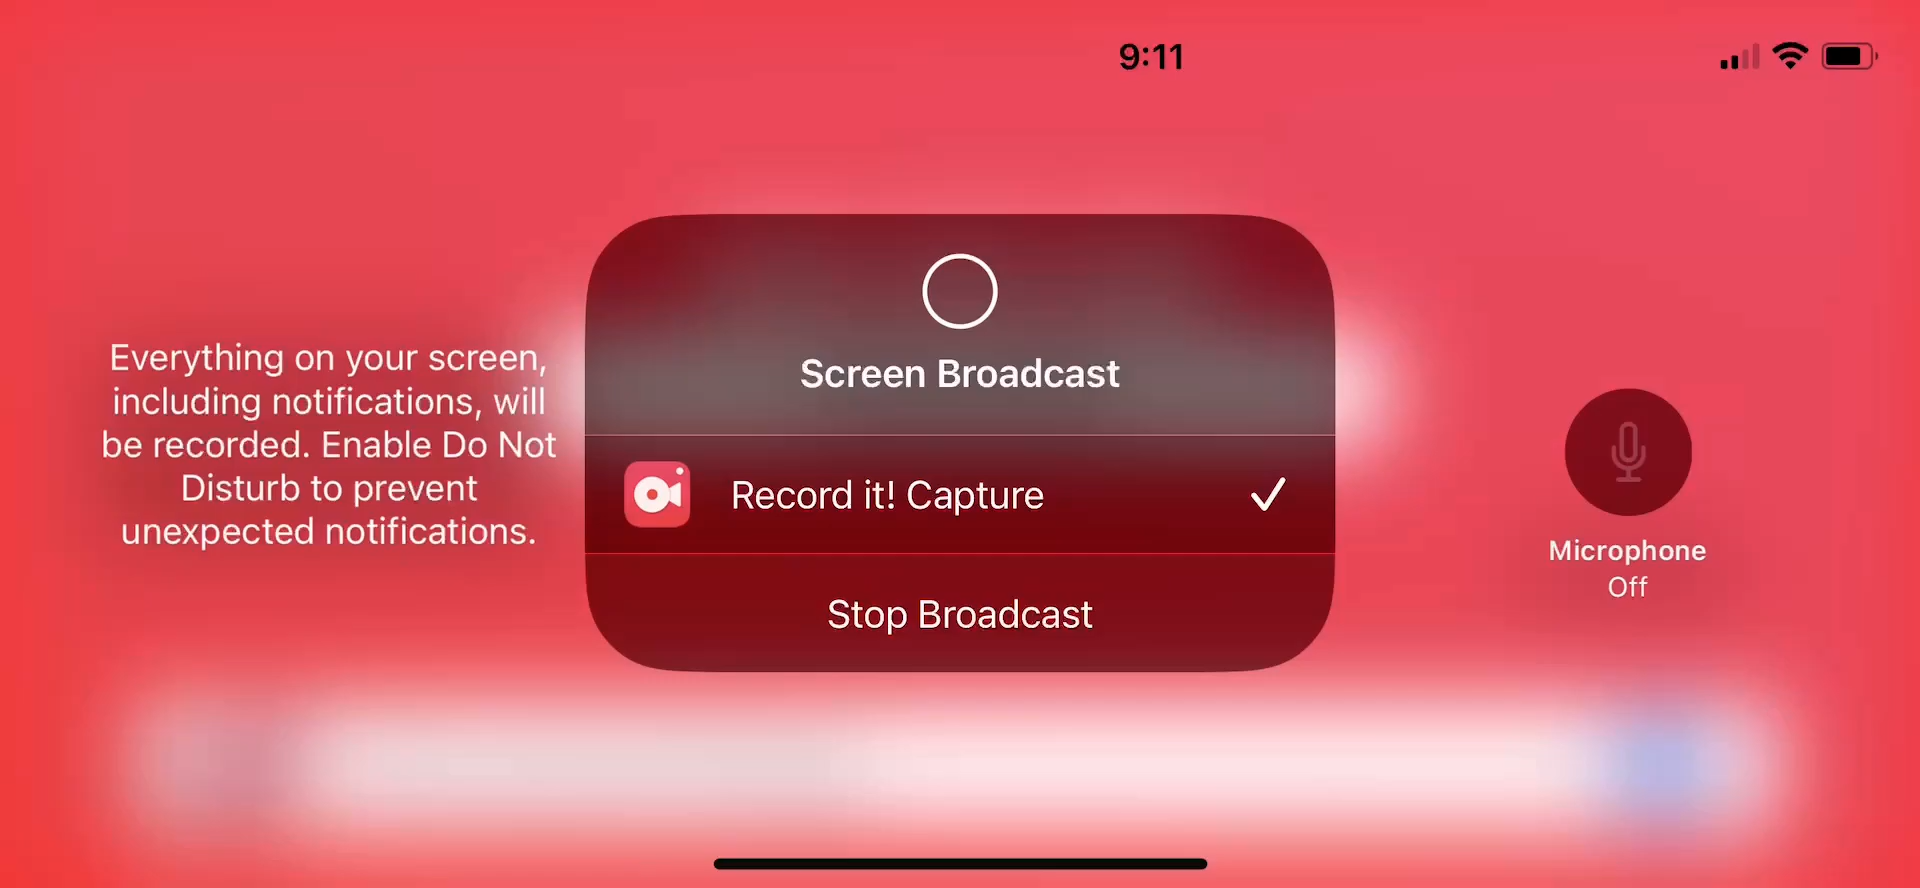 9:11
Everything on your screen,
including notifications, will
be recorded. Enable Do Not
Disturb to prevent
unexpected notifications.
Screen Broadcast
Record it! Capture
Stop Broadcast
Microphone
Off